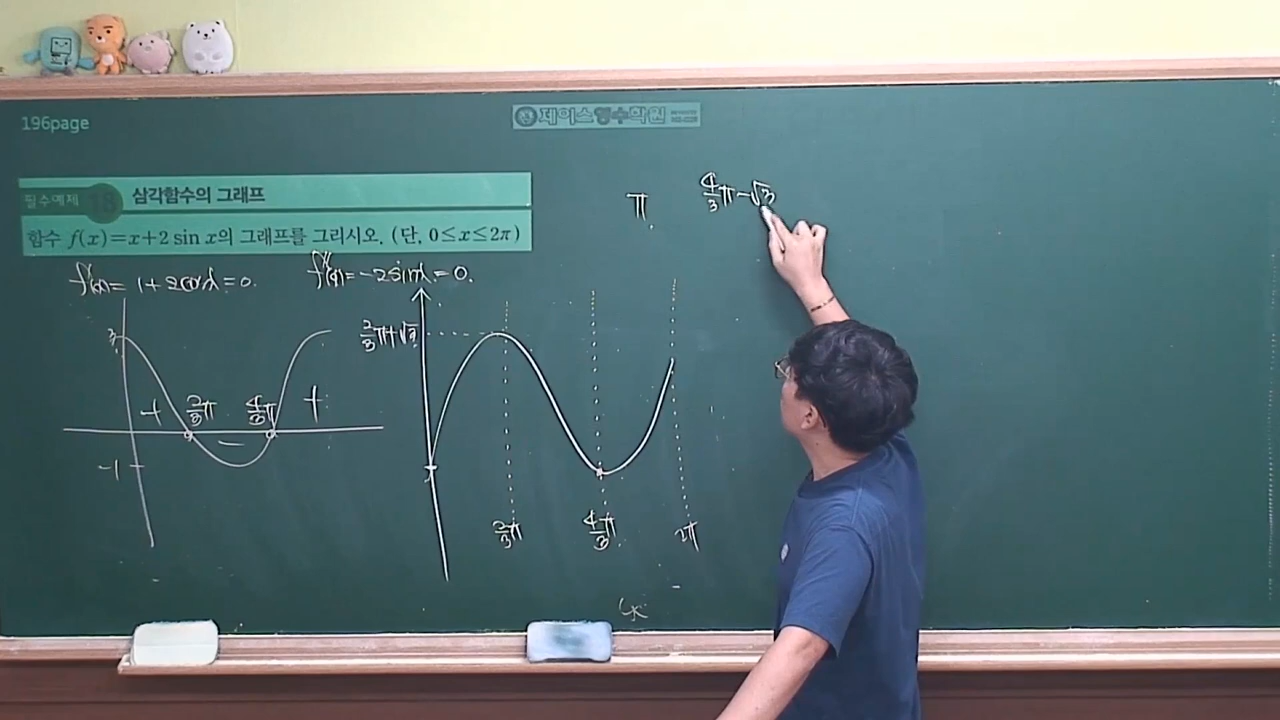 196page
제이스영수학원
필수예제 18 삼각함수의 그래프
함수 f(x)=x+2 sin x의 그래프를 그리시오. (단, 0≤x≤2π)
π
4/3π-√3
f'(x)=1+2cosx=0.
f''(x)=-2sinx=0.
3
2/3π+√3
+
2/3π
4/3π
+
-
-1
2/3π
4/3π
2π